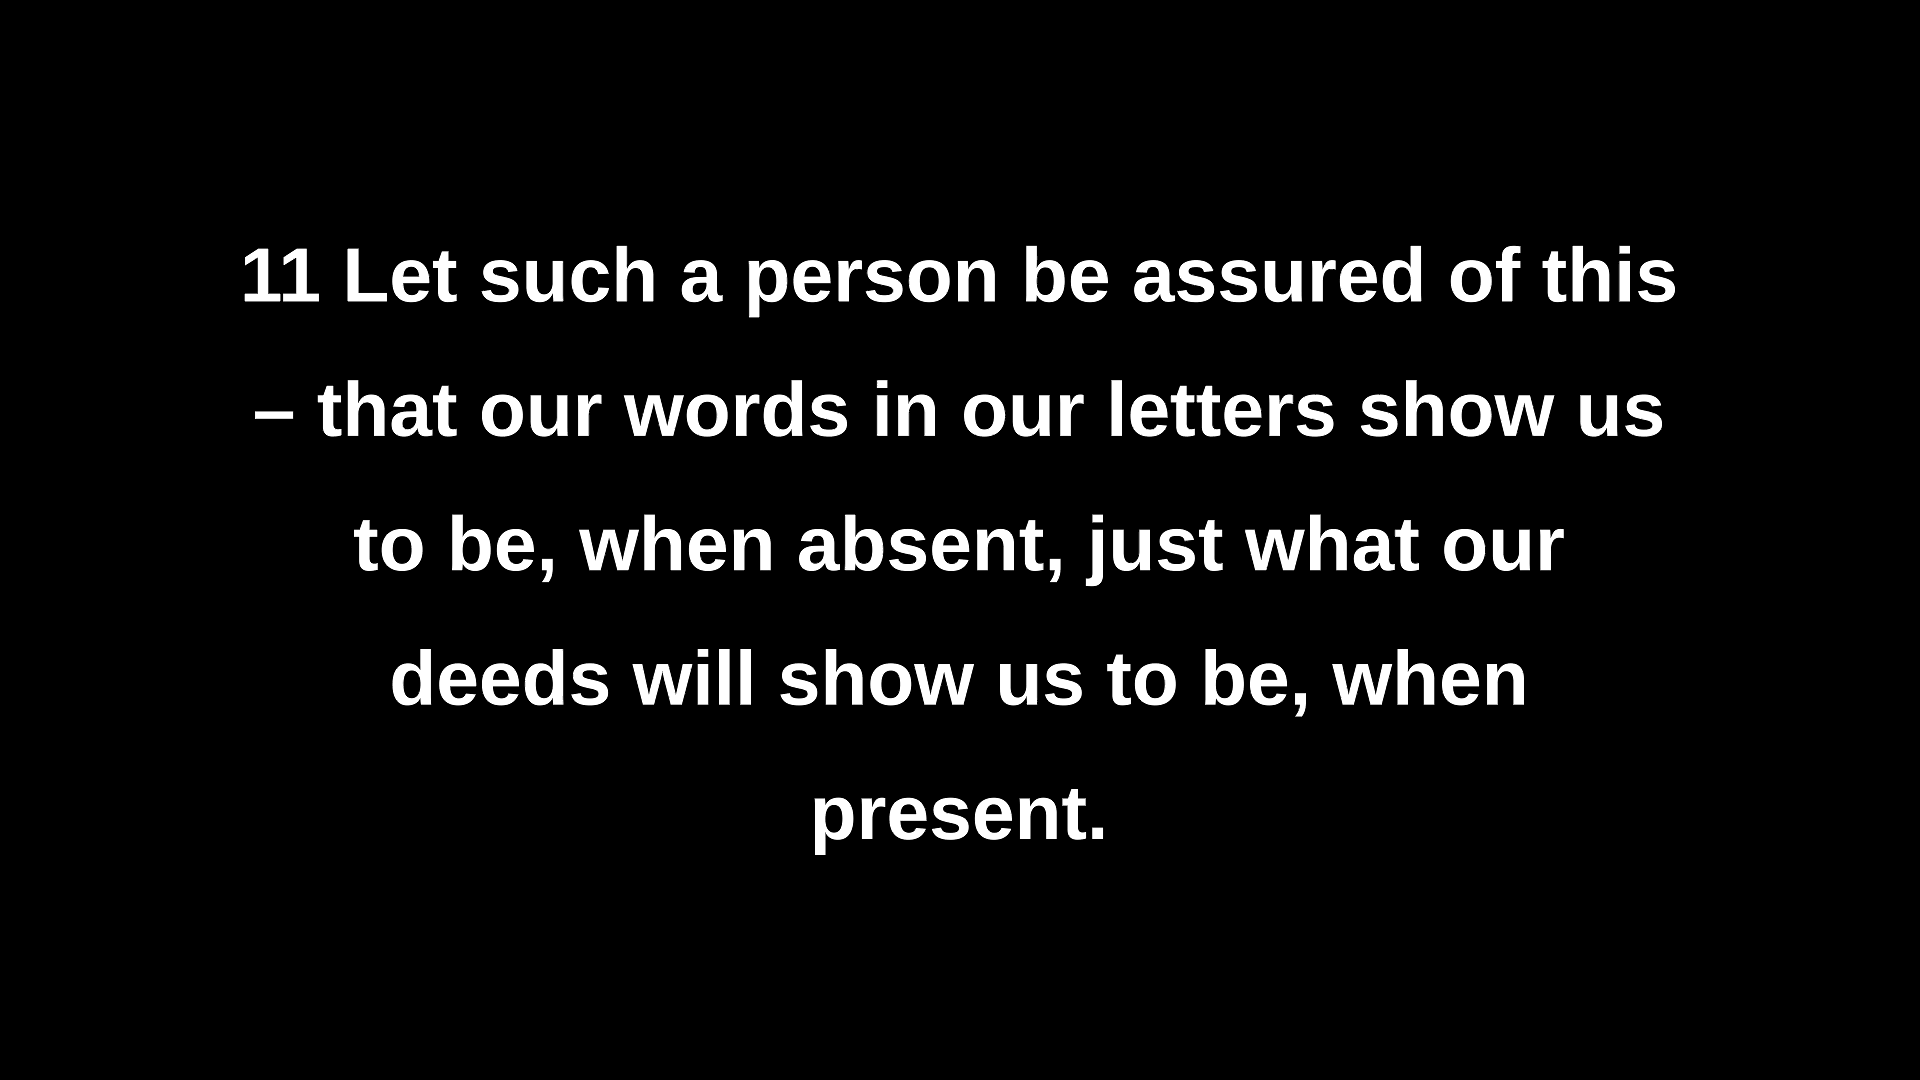 11 Let such a person be assured of this
– that our words in our letters show us
to be, when absent, just what our
deeds will show us to be, when
present.